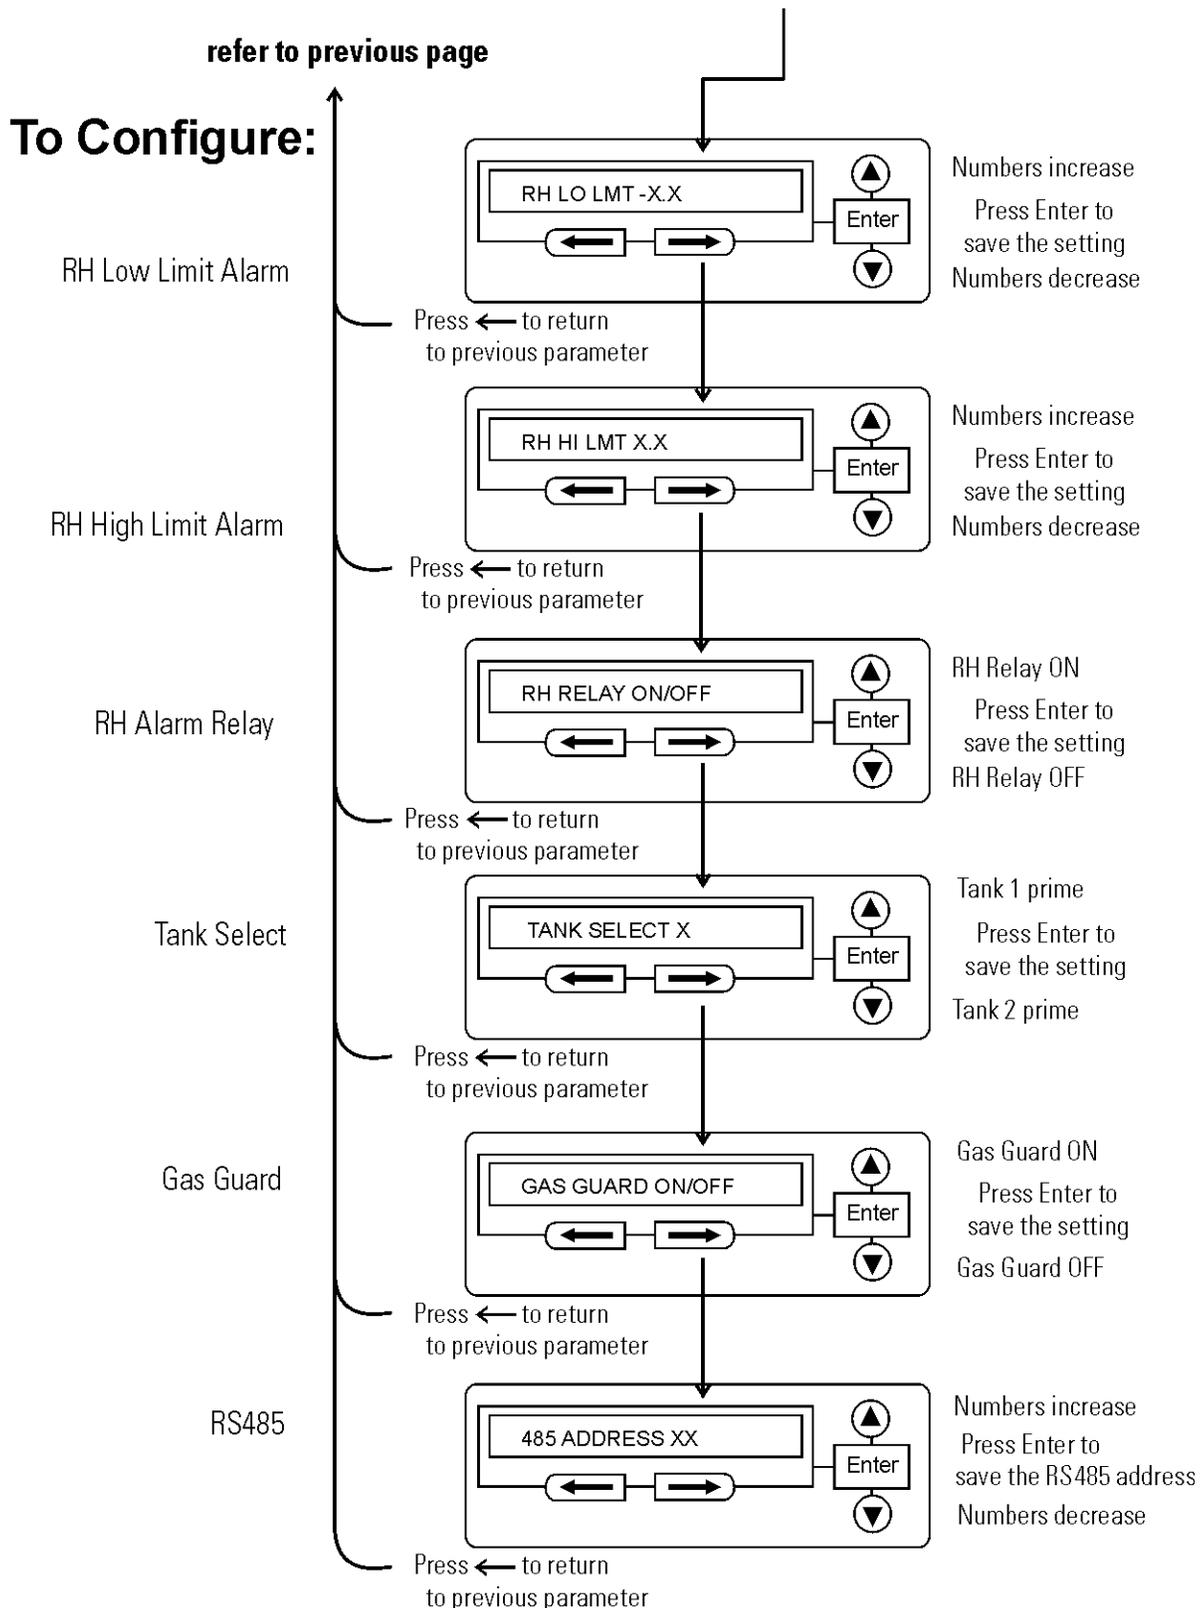 refer to previous page
To Configure:
RH Low Limit Alarm
RH LO LMT -X.X
Enter
Numbers increase
Press Enter to
save the setting
Numbers decrease
Press to return
to previous parameter
RH High Limit Alarm
RH HI LMT X.X
Enter
Numbers increase
Press Enter to
save the setting
Numbers decrease
Press to return
to previous parameter
RH Alarm Relay
RH RELAY ON/OFF
Enter
RH Relay ON
Press Enter to
save the setting
RH Relay OFF
Press to return
to previous parameter
Tank Select
TANK SELECT X
Enter
Tank 1 prime
Press Enter to
save the setting
Tank 2 prime
Press to return
to previous parameter
Gas Guard
GAS GUARD ON/OFF
Enter
Gas Guard ON
Press Enter to
save the setting
Gas Guard OFF
Press to return
to previous parameter
RS485
485 ADDRESS XX
Enter
Numbers increase
Press Enter to
save the RS485 address
Numbers decrease
Press to return
to previous parameter